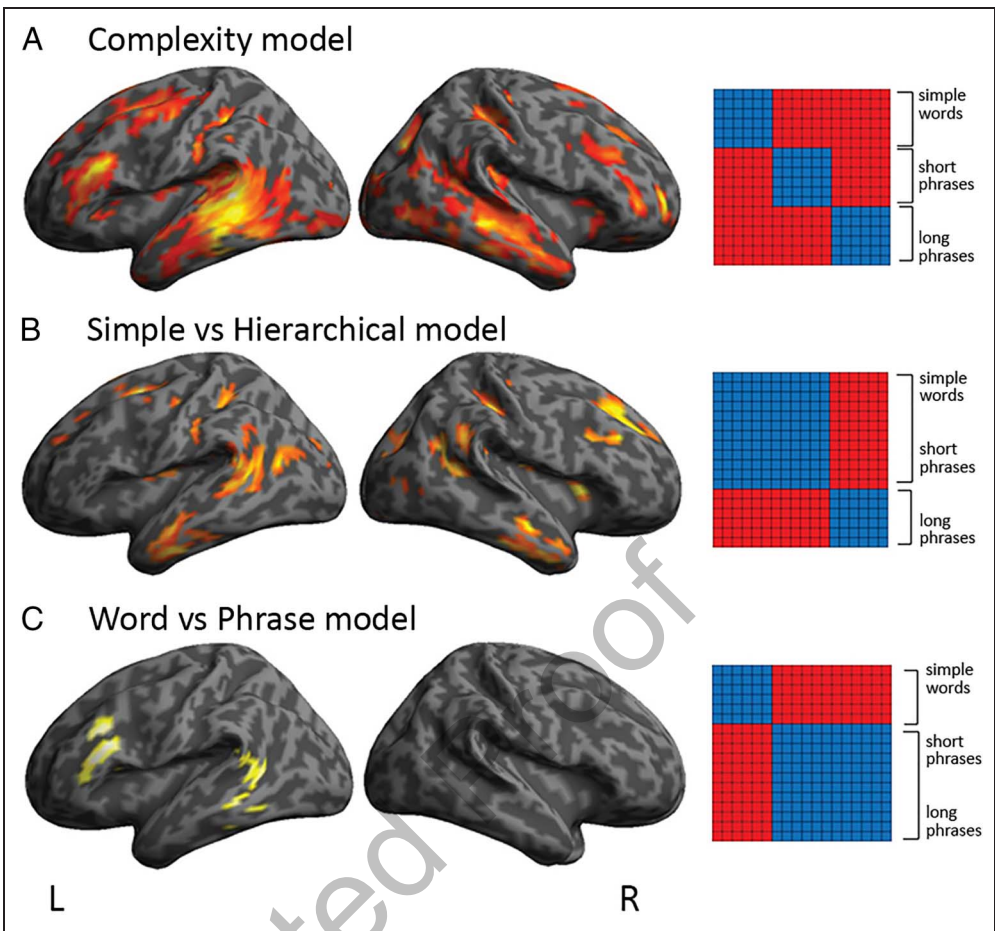 A Complexity model
simple
words
short
phrases
long
phrases
B Simple vs Hierarchical model
simple
words
short
phrases
long
phrases
C Word vs Phrase model
simple
words
short
phrases
long
phrases
L R